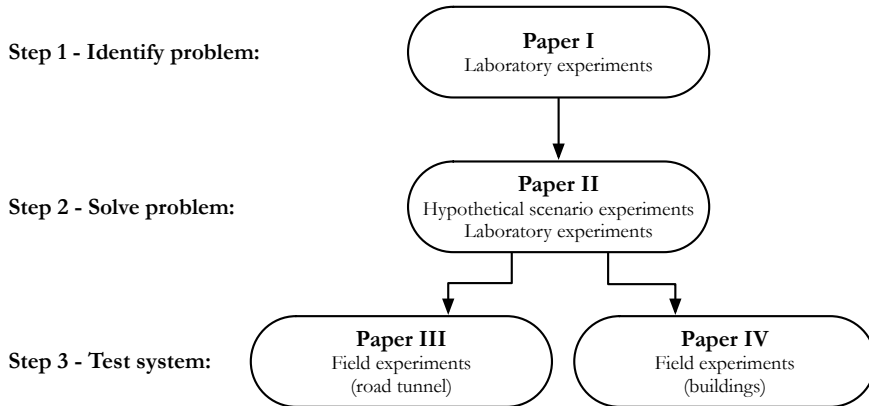 Step 1 - Identify problem:
Paper I
Laboratory experiments
Step 2 - Solve problem:
Paper II
Hypothetical scenario experiments
Laboratory experiments
Step 3 - Test system:
Paper III
Field experiments
(road tunnel)
Paper IV
Field experiments
(buildings)